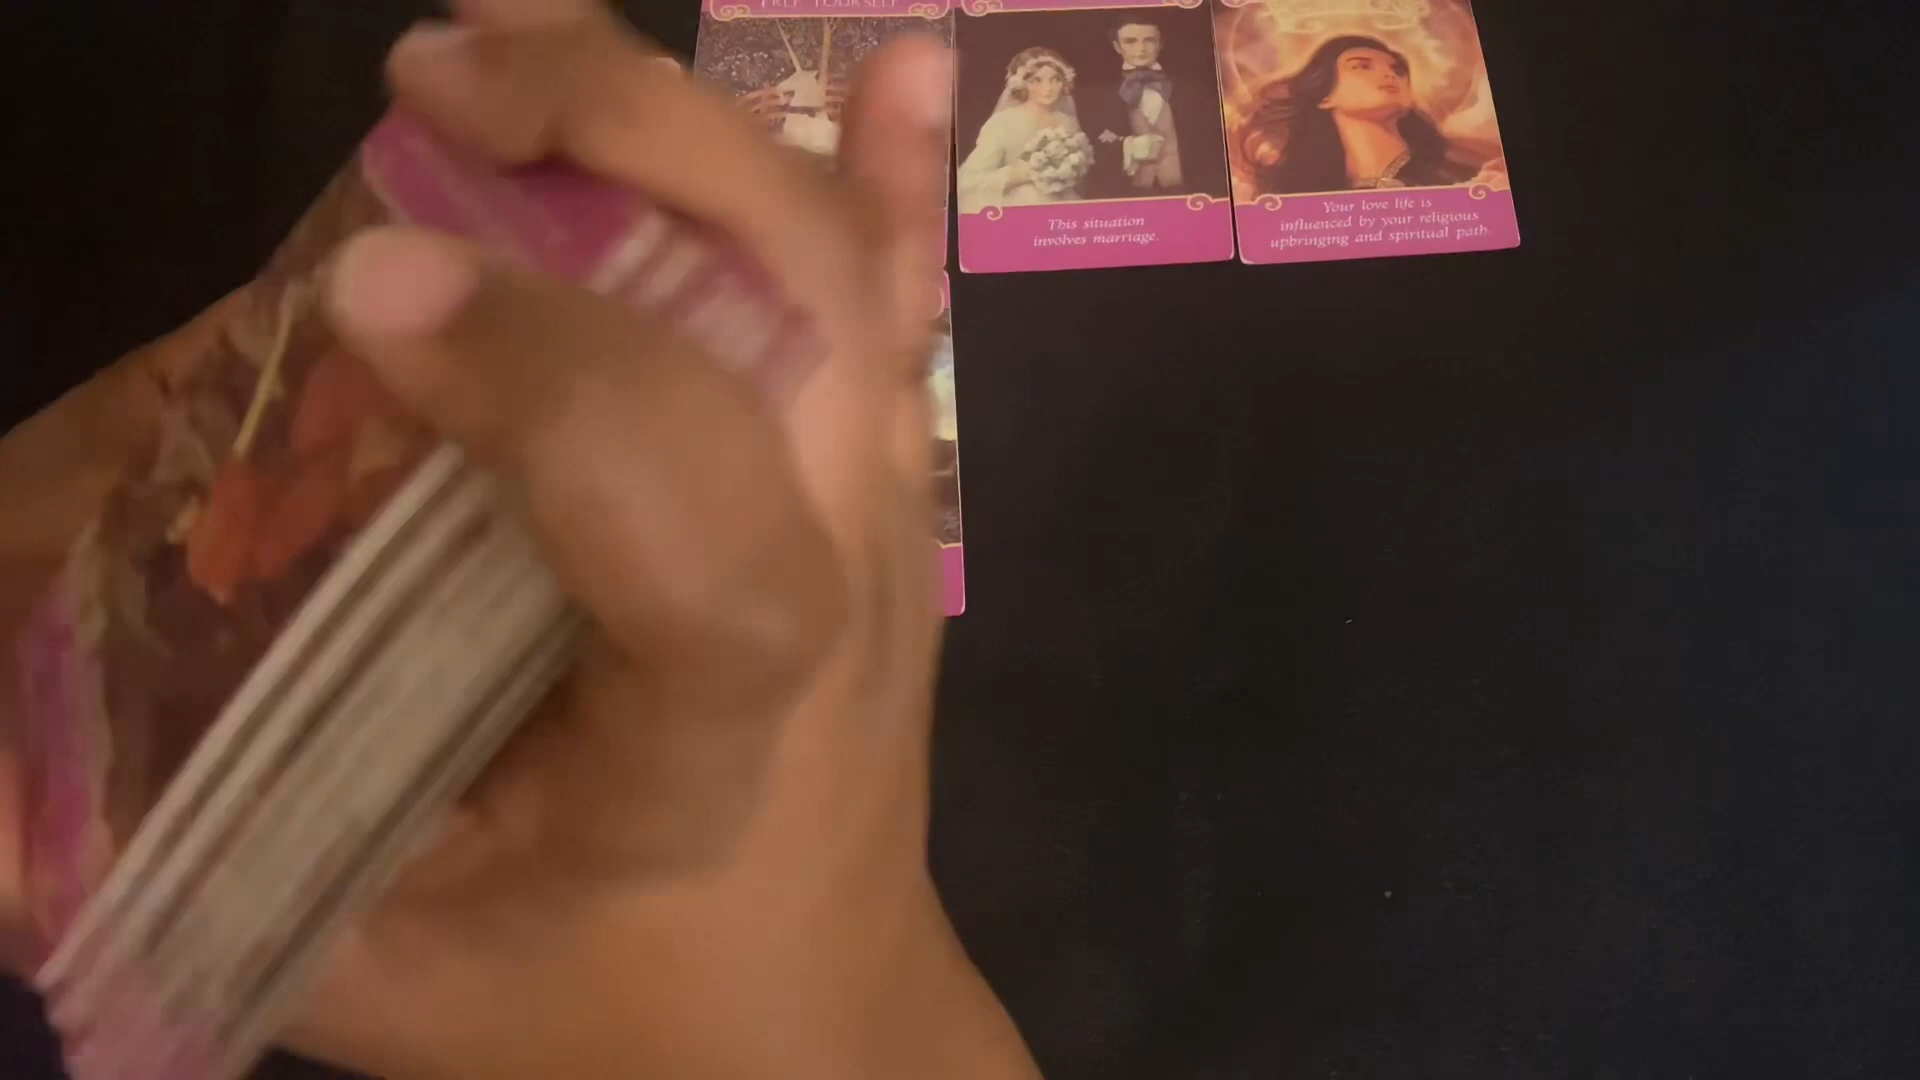 FREE YOURSELF
This situation
involves marriage.
Your love life is
influenced by your religious
upbringing and spiritual path.